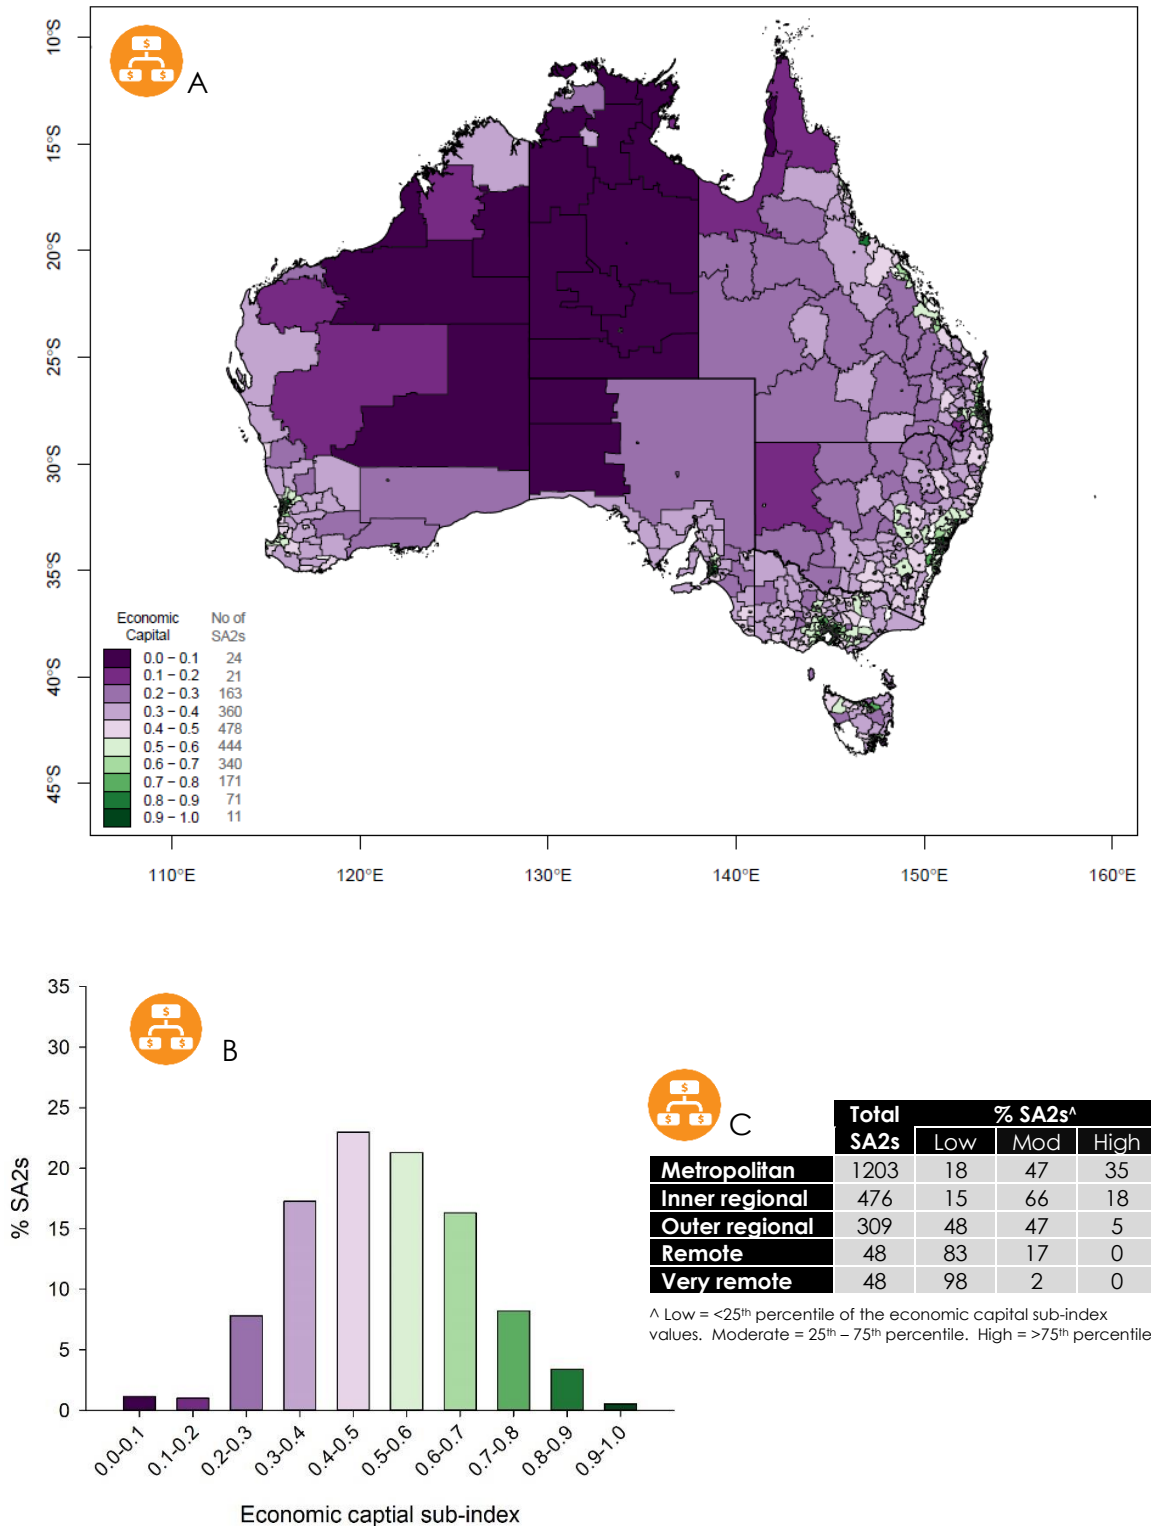 10°S
15°S
20°S
25°S
30°S
35°S
40°S
45°S
$
$ $
A
Economic Capital No of SA2s
0.0 – 0.1 24
0.1 – 0.2 21
0.2 – 0.3 163
0.3 – 0.4 360
0.4 – 0.5 478
0.5 – 0.6 444
0.6 – 0.7 340
0.7 – 0.8 171
0.8 – 0.9 71
0.9 – 1.0 11
110°E 120°E 130°E 140°E 150°E 160°E
35
30
25
20
15
10
5
0
% SA2s
$
$ $
B
0.0-0.1 0.1-0.2 0.2-0.3 0.3-0.4 0.4-0.5 0.5-0.6 0.6-0.7 0.7-0.8 0.8-0.9 0.9-1.0
Economic captial sub-index
$
$ $
C
Total SA2s % SA2s^
Low Mod High
Metropolitan 1203 18 47 35
Inner regional 476 15 66 18
Outer regional 309 48 47 5
Remote 48 83 17 0
Very remote 48 98 2 0
^ Low = <25th percentile of the economic capital sub-index
values. Moderate = 25th – 75th percentile. High = >75th percentile